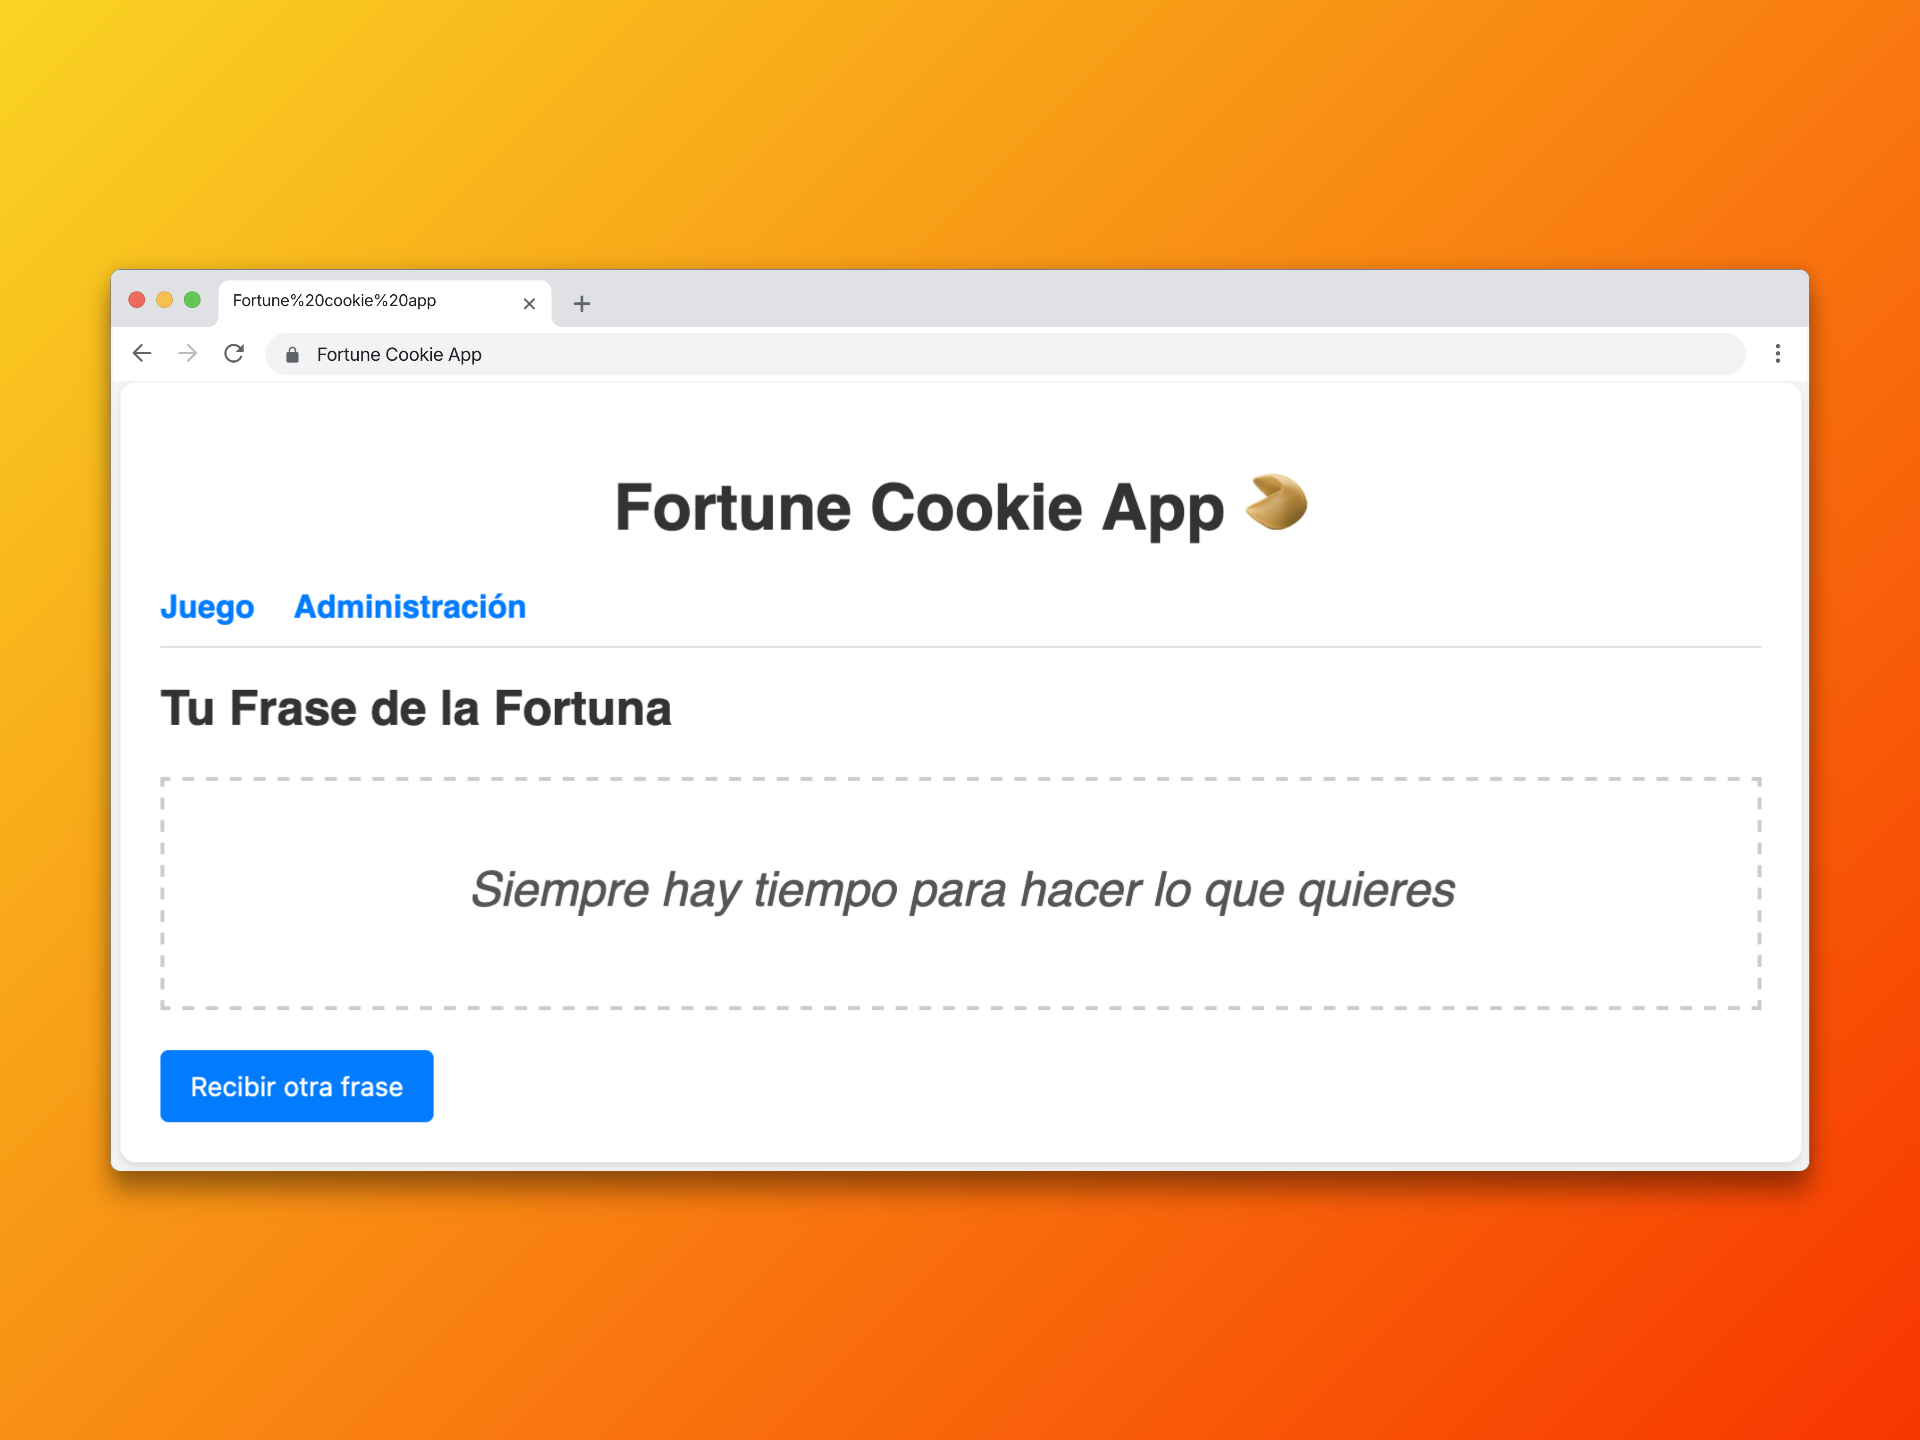 Fortune%20cookie%20app
Fortune Cookie App
Fortune Cookie App
Juego Administración
Tu Frase de la Fortuna
Siempre hay tiempo para hacer lo que quieres
Recibir otra frase